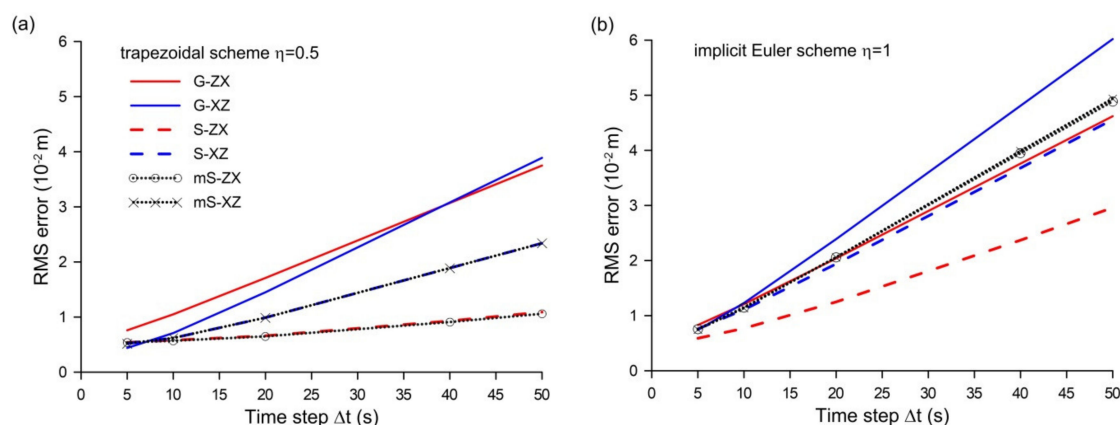 (a)
trapezoidal scheme η=0.5
G-ZX
G-XZ
S-ZX
S-XZ
mS-ZX
mS-XZ
RMS error (10⁻² m)
6
5
4
3
2
1
0
0 5 10 15 20 25 30 35 40 45 50
Time step Δt (s)
(b)
implicit Euler scheme η=1
RMS error (10⁻² m)
6
5
4
3
2
1
0
0 5 10 15 20 25 30 35 40 45 50
Time step Δt (s)